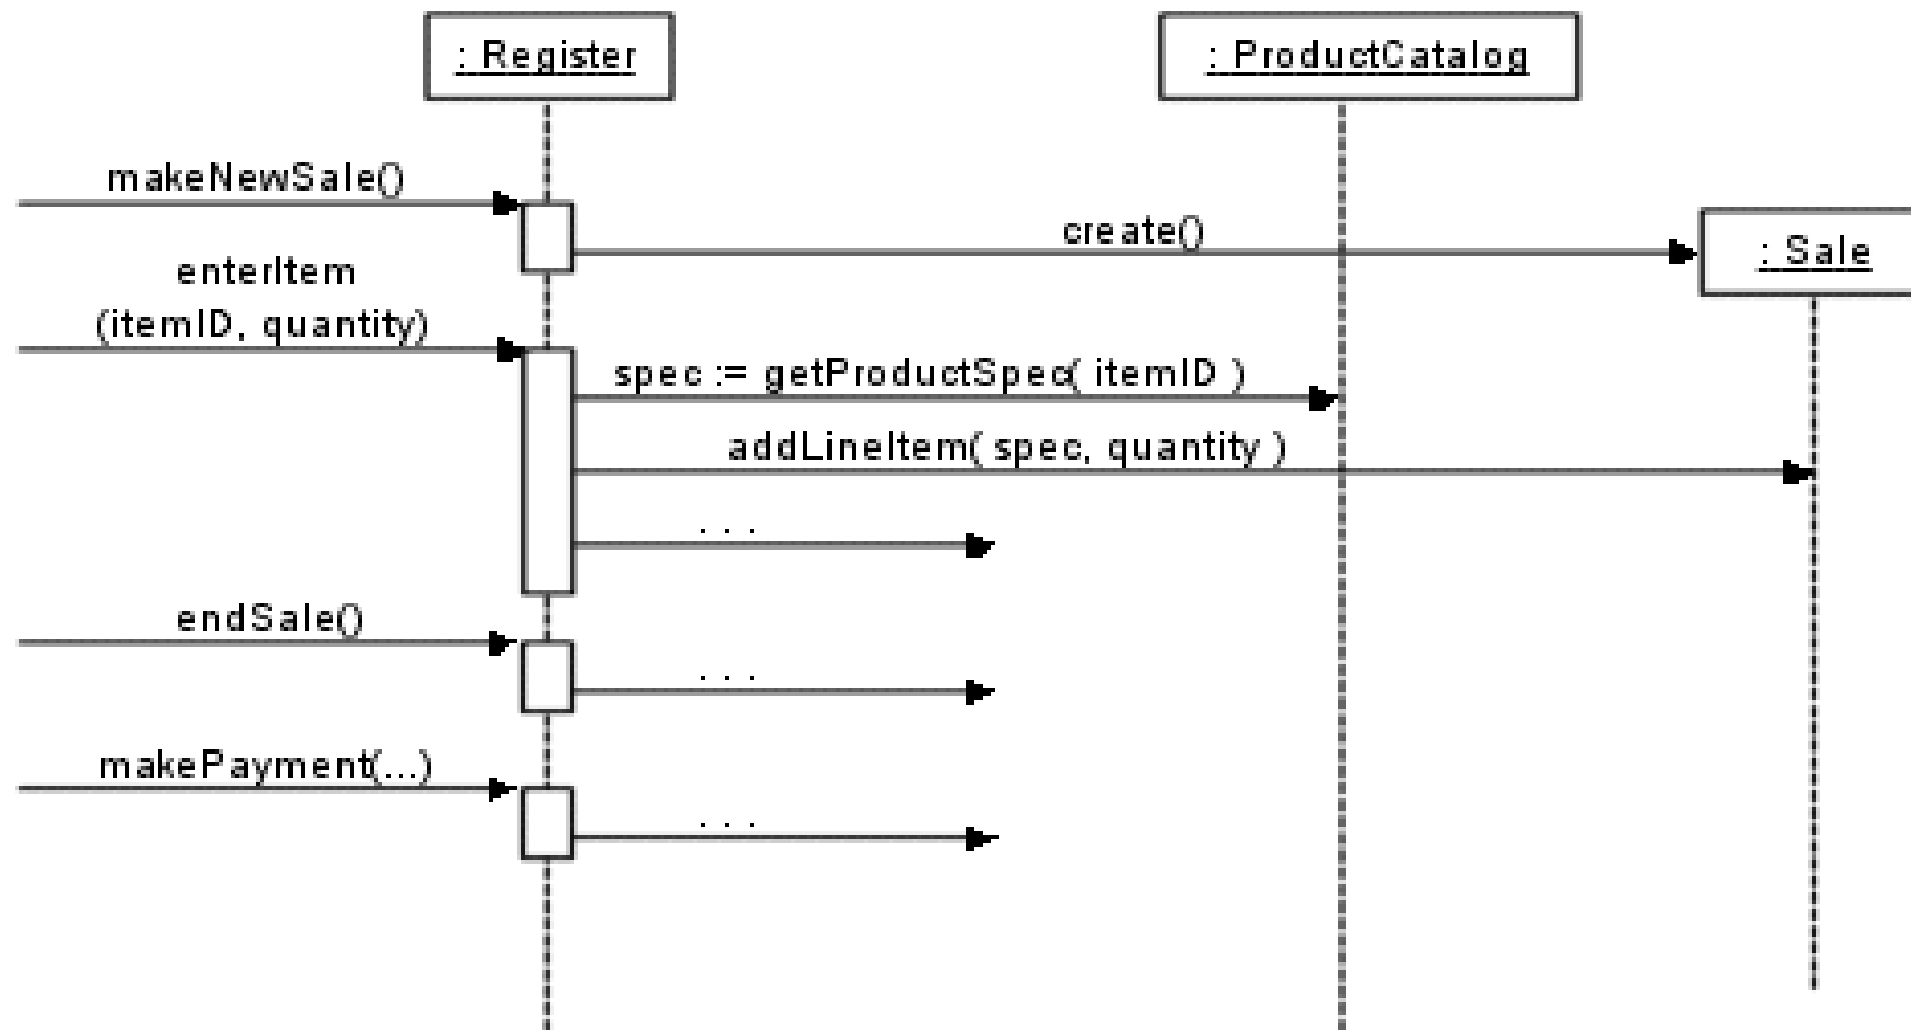 : Register
: ProductCatalog
makeNewSale()
create()
: Sale
enterItem
(itemID, quantity)
spec := getProductSpec( itemID )
addLineItem( spec, quantity )
. . .
endSale()
. . .
makePayment(...)
. . .